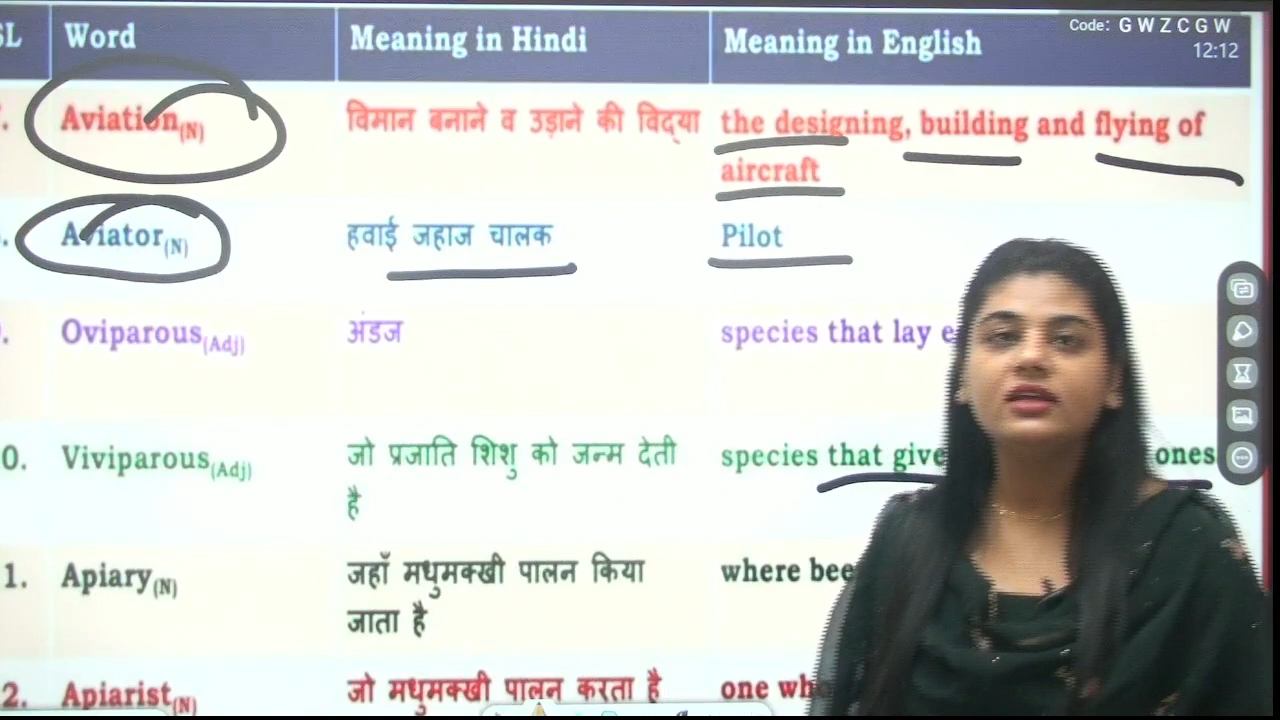 SL Word Meaning in Hindi Meaning in English
Code: G W Z C G W
12:12
Aviation(N) विमान बनाने व उड़ाने की विद्या the designing, building and flying of
aircraft
Aviator(N) हवाई जहाज चालक Pilot
Oviparous(Adj) अंडज species that lay
0. Viviparous(Adj) जो प्रजाति शिशु को जन्म देती species that give ones
है
1. Apiary(N) जहाँ मधुमक्खी पालन किया where bee
जाता है
2. Apiarist(N) जो मधुमक्खी पालन करता है one